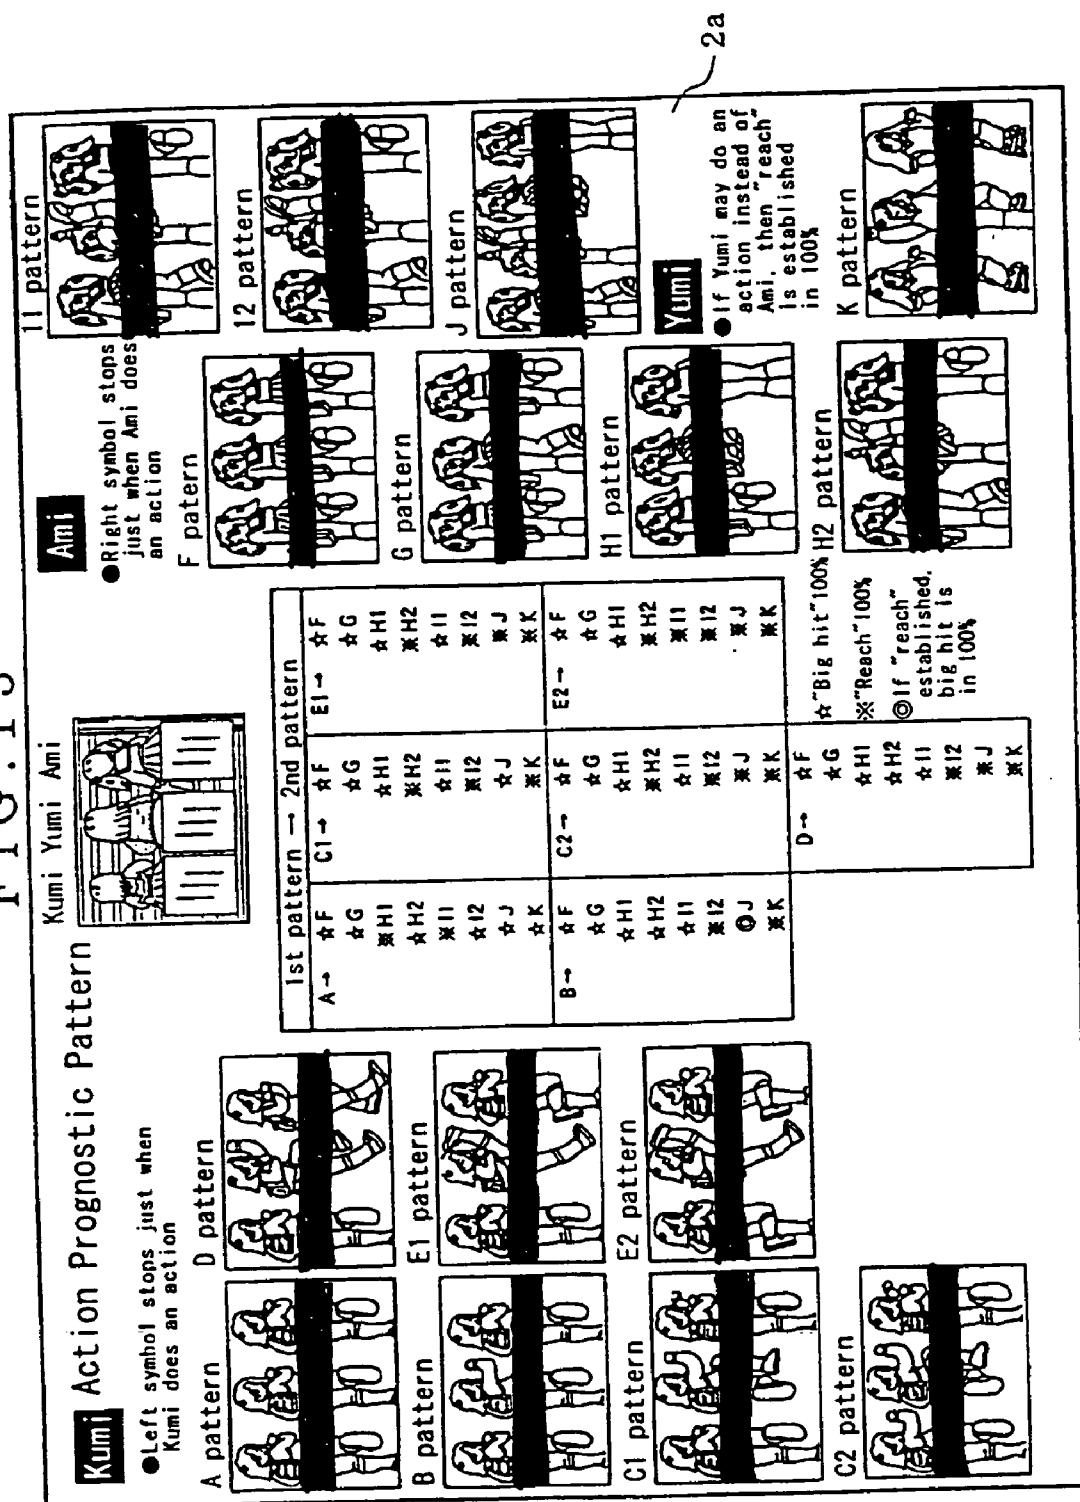 Kumi Action Prognostic Pattern
●Left symbol stops just when
Kumi does an action
A pattern
D pattern
B pattern
E1 pattern
C1 pattern
E2 pattern
C2 pattern
Kumi Yumi Ami
1st pattern → 2nd pattern
A→ ☆F
☆G
※H1
☆H2
※I1
☆I2
☆J
☆K
C1→ ☆F
☆G
☆H1
※H2
☆I1
※I2
☆J
※K
E1→ ☆F
☆G
☆H1
※H2
☆I1
※I2
※J
※K
B→ ☆F
☆G
☆H1
☆H2
☆I1
※I2
◎J
※K
C2→ ☆F
☆G
☆H1
※H2
☆I1
※I2
※J
※K
E2→ ☆F
☆G
☆H1
※H2
※I1
※I2
※J
※K
D→ ☆F
☆G
☆H1
☆H2
☆I1
※I2
※J
※K
☆"Big hit"100%
※"Reach"100%
◎If "reach"
established,
big hit is
in 100%
Ami
●Right symbol stops
just when Ami does
an action
F patern
G pattern
H1 pattern
H2 pattern
I1 pattern
I2 pattern
J pattern
Yumi
●If Yumi may do an
action instead of
Ami, then "reach"
is established
in 100%
K pattern
2a